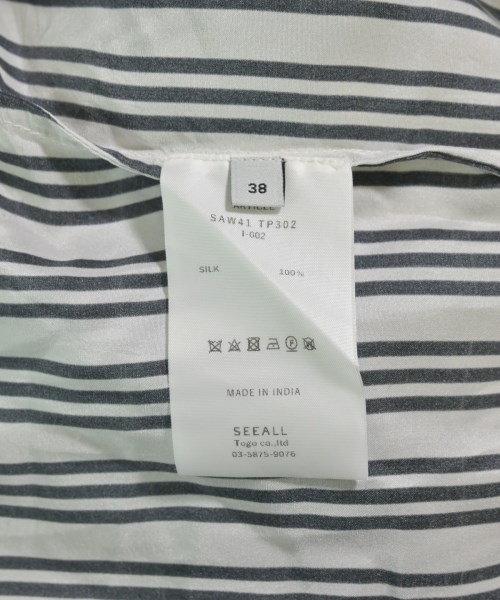 38
ARTICLE
SAW41 TP302
I-002
SILK 100%
MADE IN INDIA
SEEALL
Togo co.,ltd
03-5875-9076